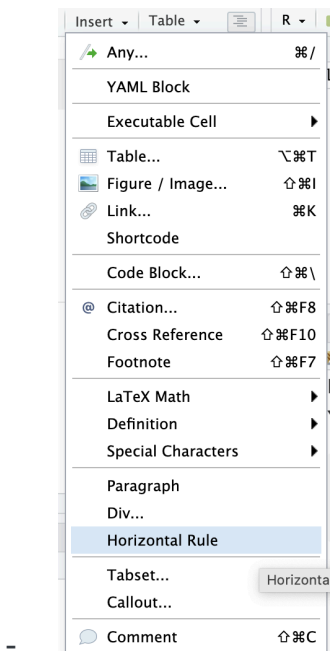 Insert Table R
Any... ⌘/
YAML Block
Executable Cell
Table... ⌥⌘T
Figure / Image... ⇧⌘I
Link... ⌘K
Shortcode
Code Block... ⇧⌘\
@ Citation... ⇧⌘F8
Cross Reference ⇧⌘F10
Footnote ⇧⌘F7
LaTeX Math
Definition
Special Characters
Paragraph
Div...
Horizontal Rule
Tabset... Horizonta
Callout...
Comment ⇧⌘C